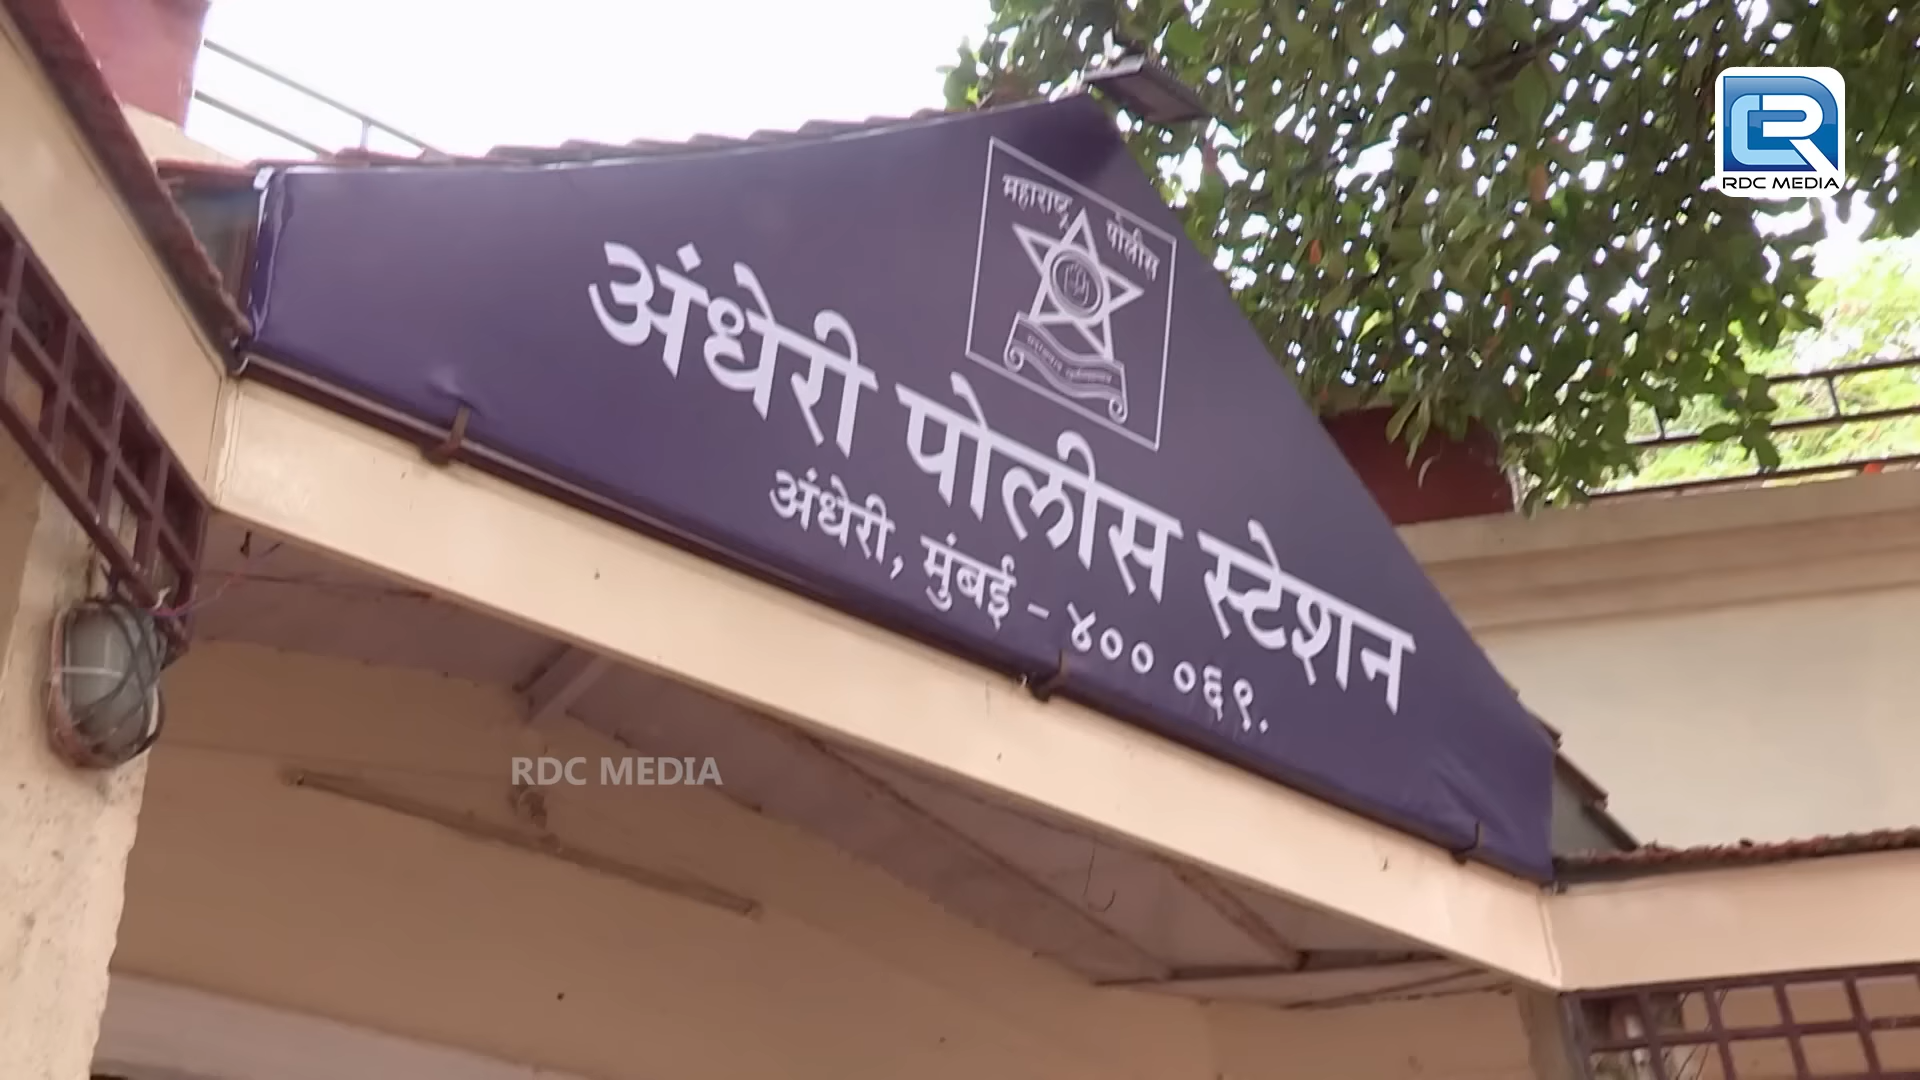 महाराष्ट्र पोलीस
अंधेरी पोलीस स्टेशन
अंधेरी, मुंबई - ४०० ०६९.
RDC MEDIA
RDC MEDIA